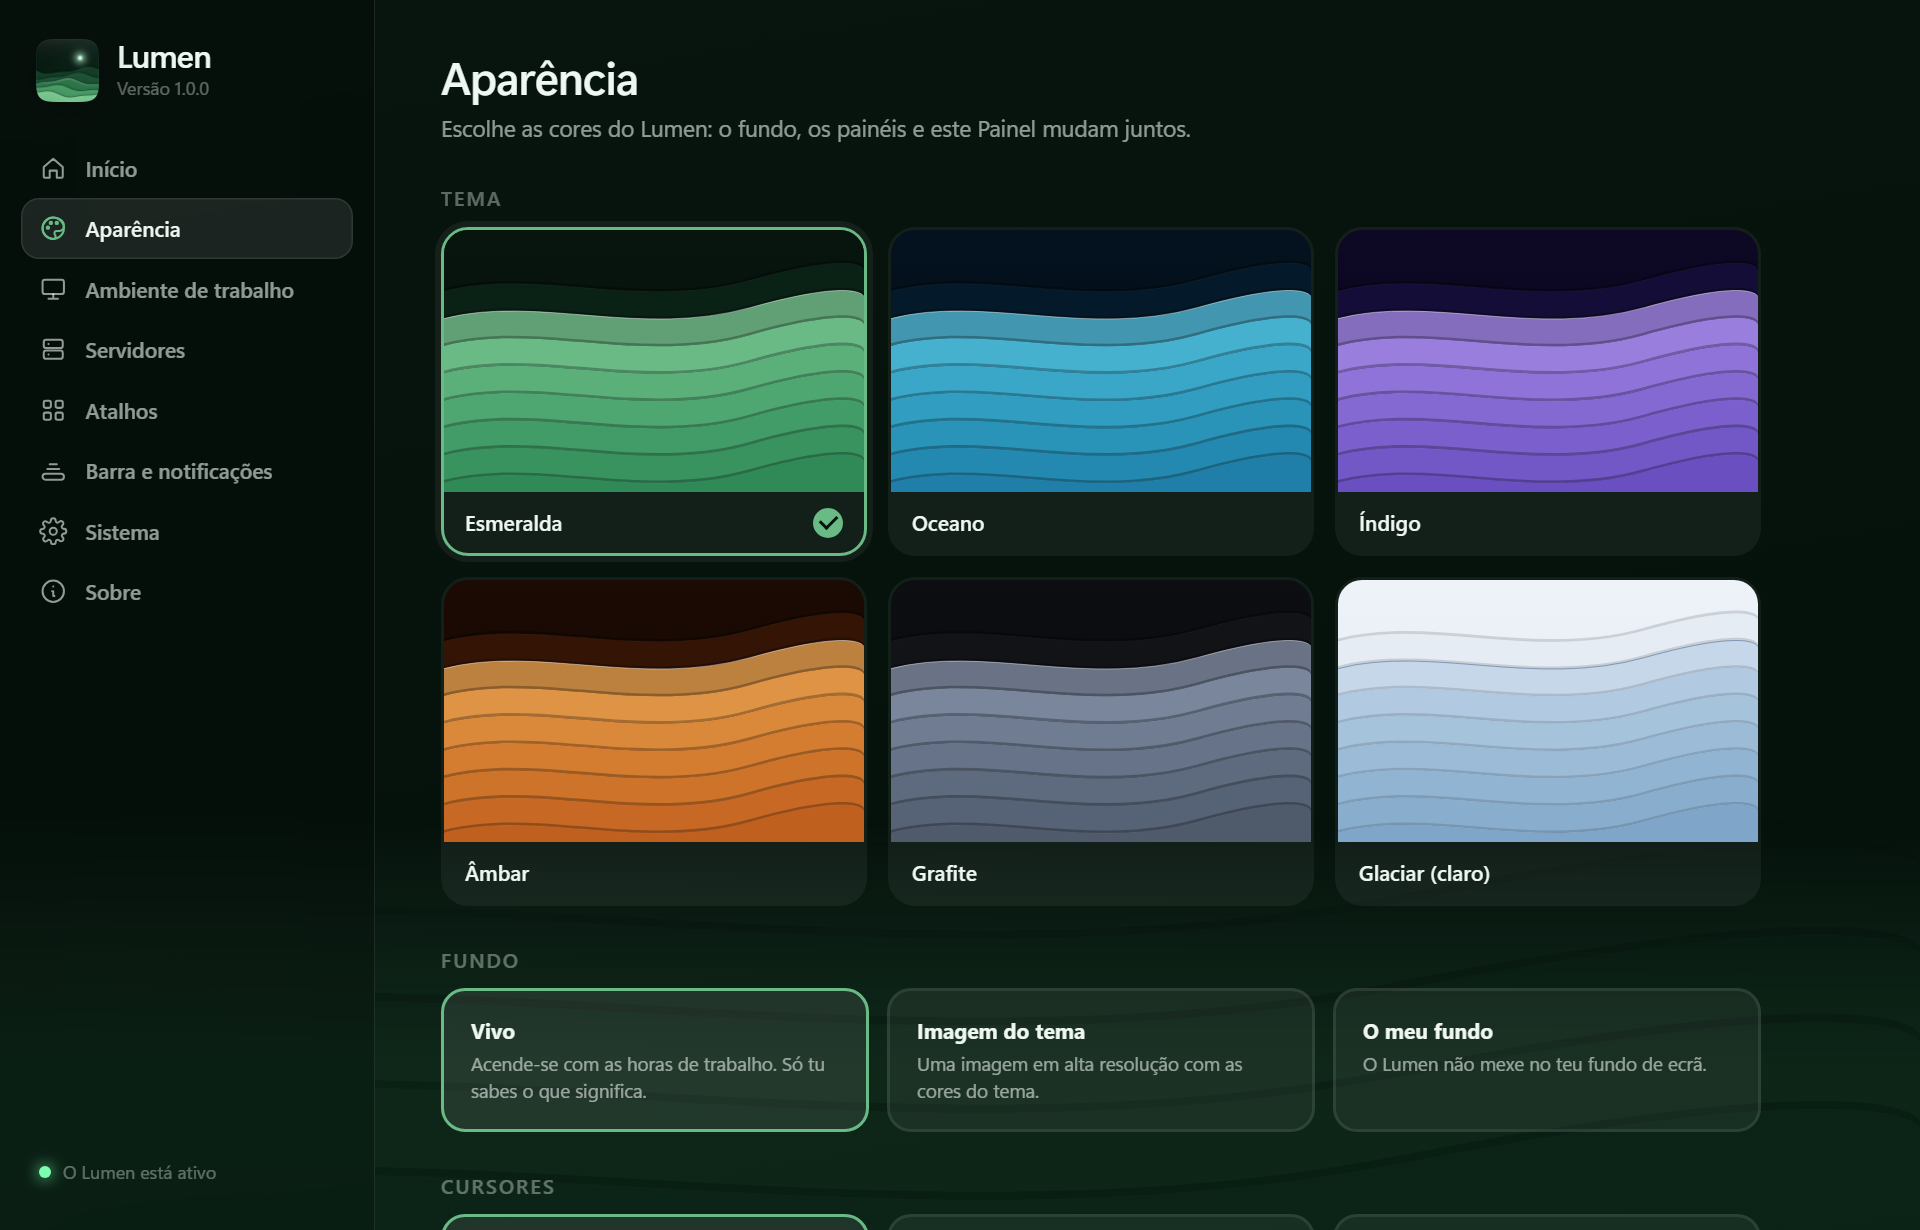 Lumen
Versão 1.0.0
Início
Aparência
Ambiente de trabalho
Servidores
Atalhos
Barra e notificações
Sistema
Sobre
O Lumen está ativo
Aparência
Escolhe as cores do Lumen: o fundo, os painéis e este Painel mudam juntos.
TEMA
Esmeralda
Oceano
Índigo
Âmbar
Grafite
Glaciar (claro)
FUNDO
Vivo
Acende-se com as horas de trabalho. Só tu
sabes o que significa.
Imagem do tema
Uma imagem em alta resolução com as
cores do tema.
O meu fundo
O Lumen não mexe no teu fundo de ecrã.
CURSORES